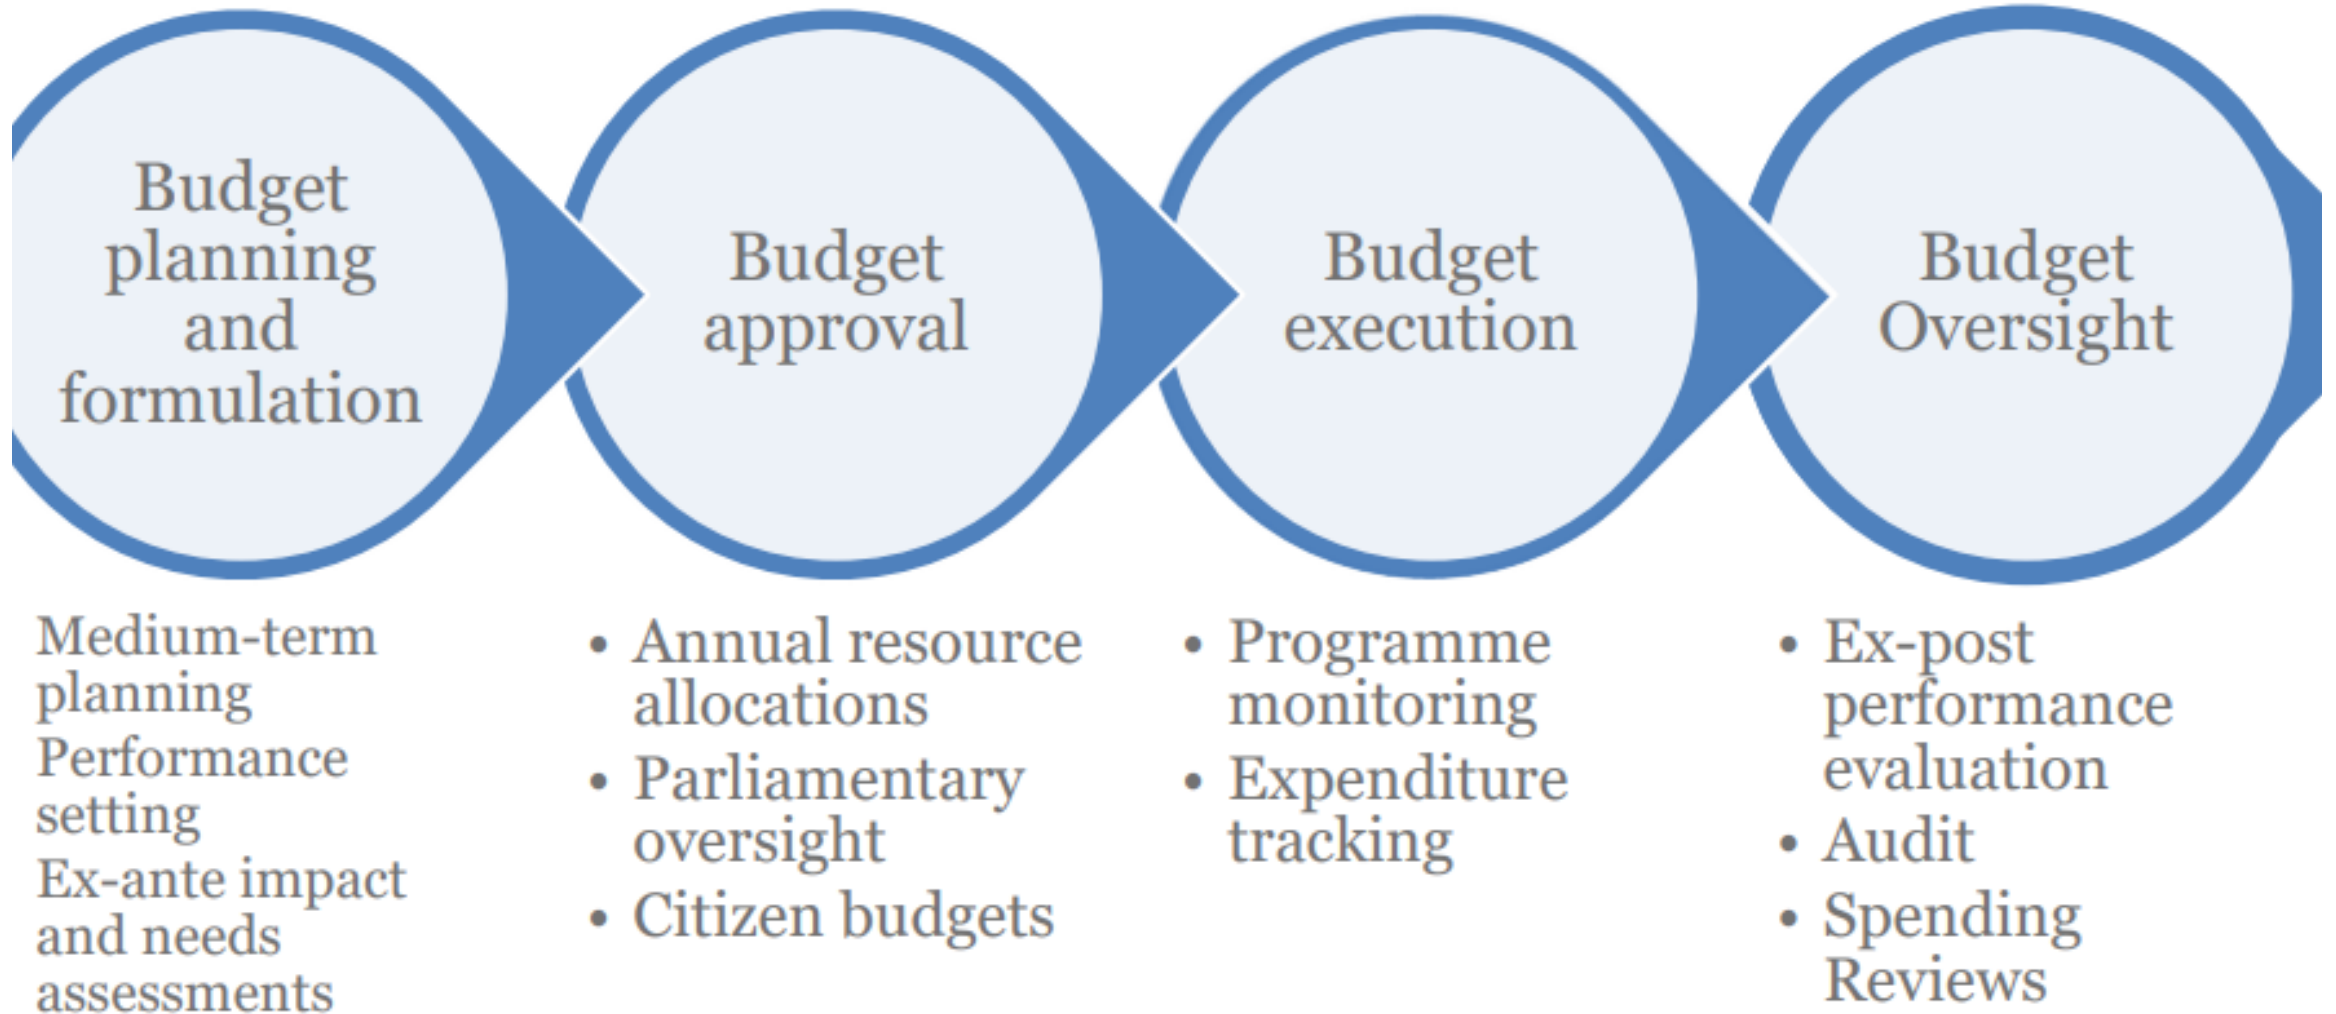 Budget
planning
and
formulation
Budget
approval
Budget
execution
Budget
Oversight
Medium-term
planning
Performance
setting
Ex-ante impact
and needs
assessments
• Annual resource
allocations
• Parliamentary
oversight
• Citizen budgets
• Programme
monitoring
• Expenditure
tracking
• Ex-post
performance
evaluation
• Audit
• Spending
Reviews